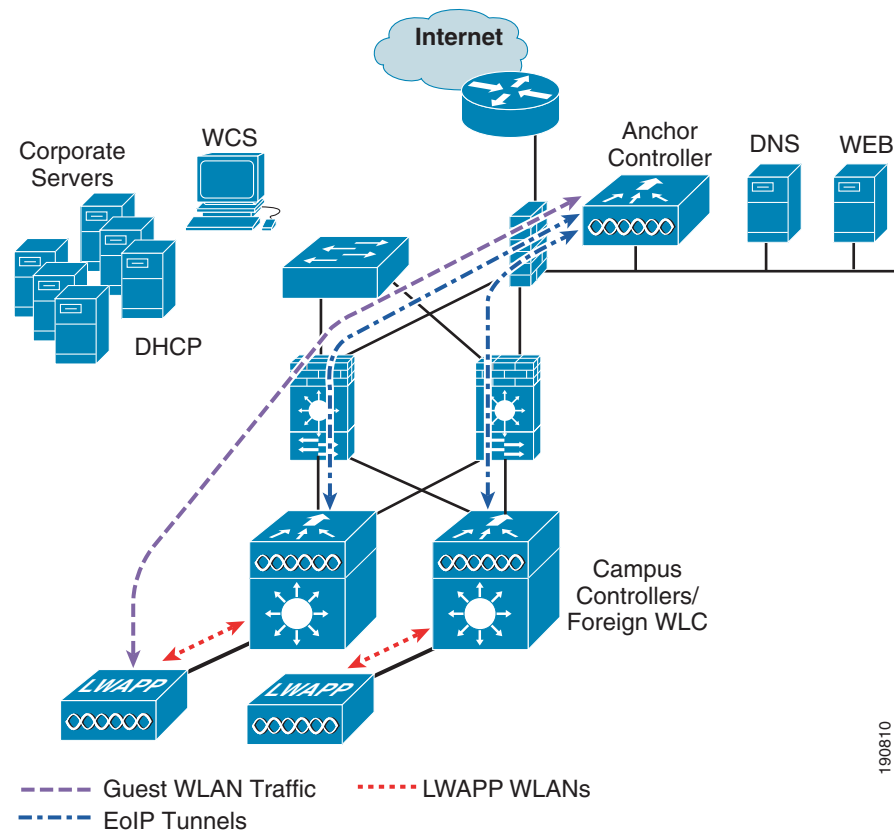 Internet
Anchor
Controller
DNS
WEB
WCS
Corporate
Servers
DHCP
Campus
Controllers/
Foreign WLC
LWAPP
LWAPP
190810
Guest WLAN Traffic
LWAPP WLANs
EoIP Tunnels